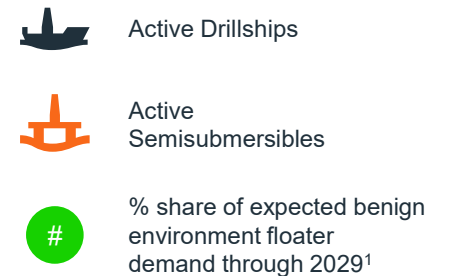 Active Drillships
Active
Semisubmersibles
#
% share of expected benign
environment floater
demand through 2029¹